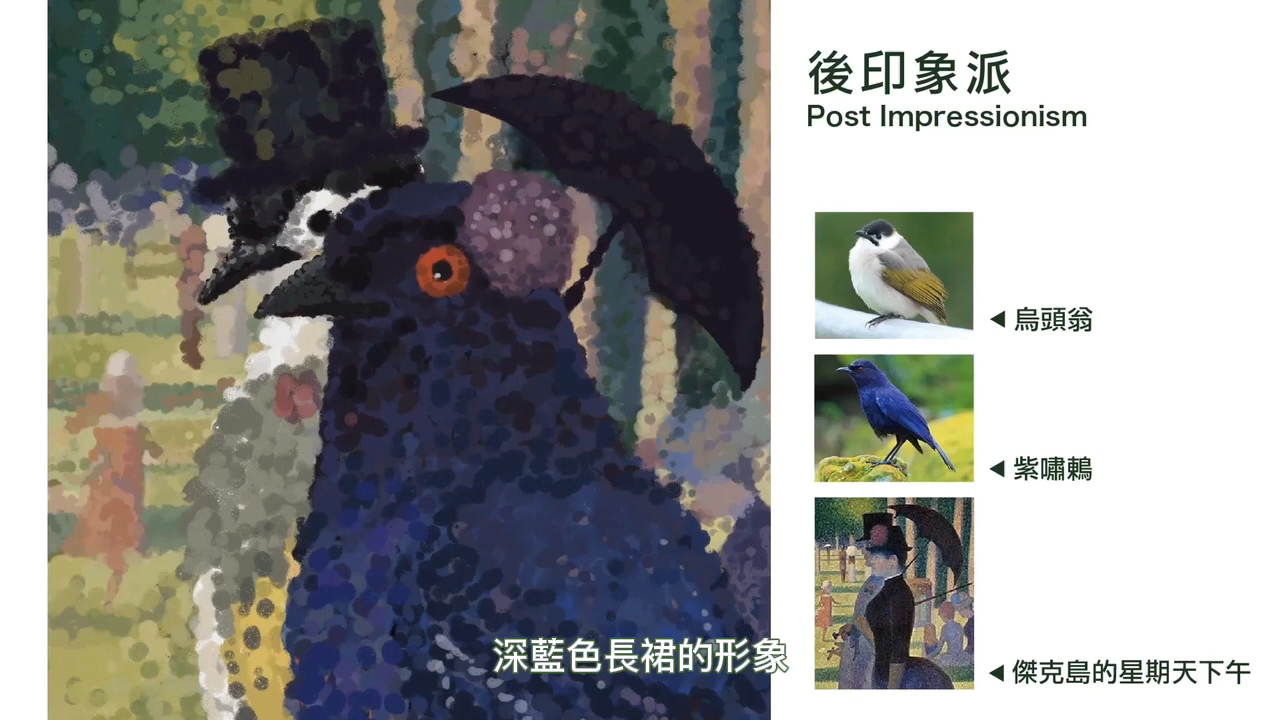 後印象派
Post Impressionism
◀ 烏頭翁
◀ 紫嘯鶇
◀ 傑克島的星期天下午
深藍色長裙的形象